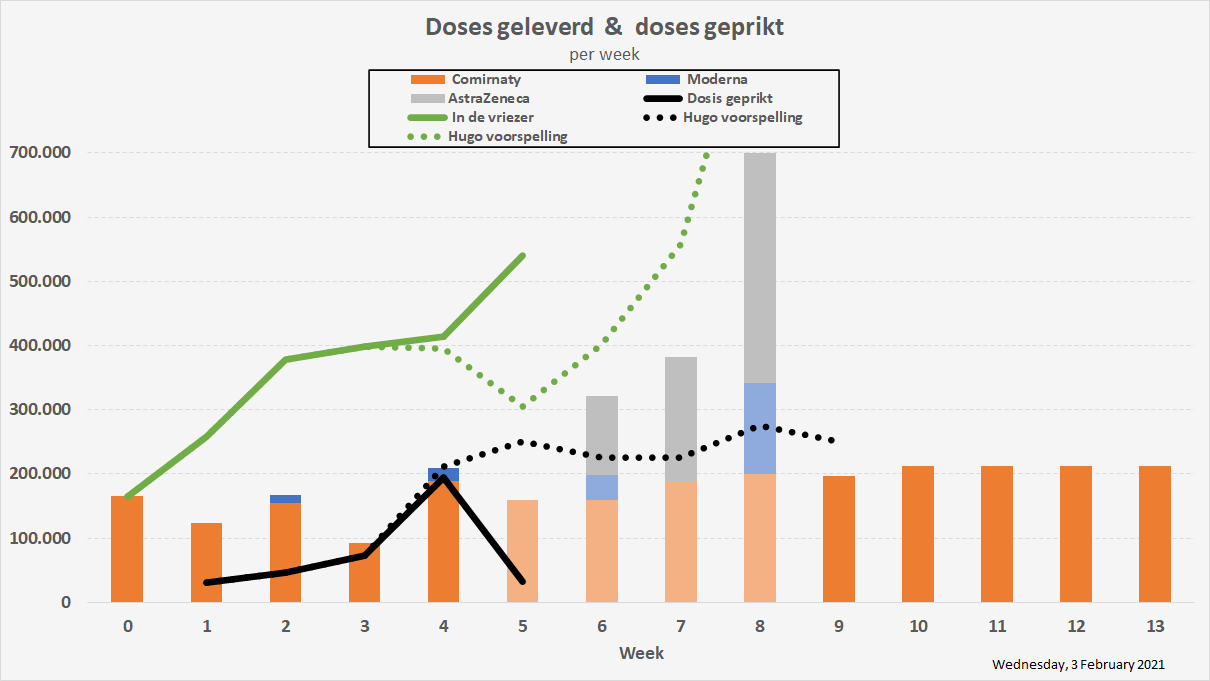 Doses geleverd & doses geprikt
per week
Comirnaty Moderna
AstraZeneca Dosis geprikt
In de vriezer Hugo voorspelling
Hugo voorspelling
700.000
600.000
500.000
400.000
300.000
200.000
100.000
0
0 1 2 3 4 5 6 7 8 9 10 11 12 13
Week
Wednesday, 3 February 2021